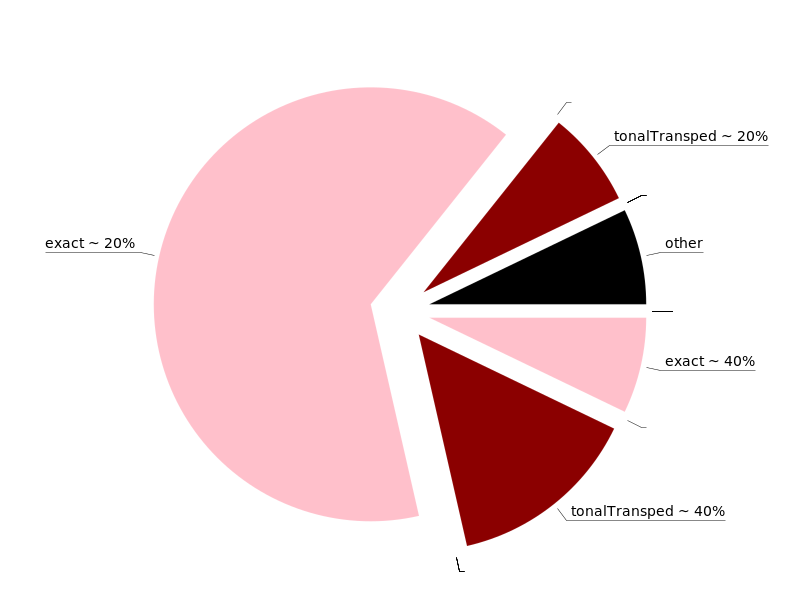 tonalTransped ~ 20%
exact ~ 20%
other
exact ~ 40%
tonalTransped ~ 40%